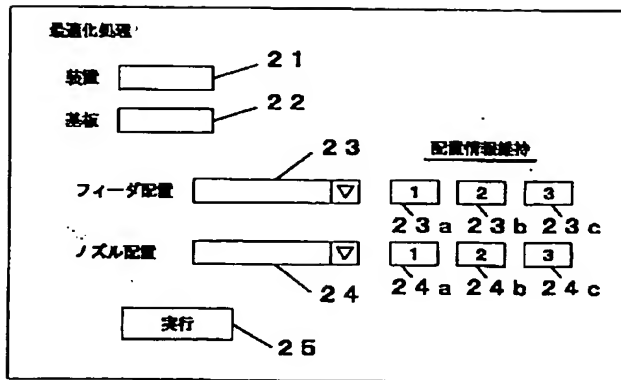 最適化処理
21
装置
22
基板
23
配置情報維持
フィーダ配置 ▽ 1 2 3
23a 23b 23c
ノズル配置 ▽ 1 2 3
24 24a 24b 24c
実行
25